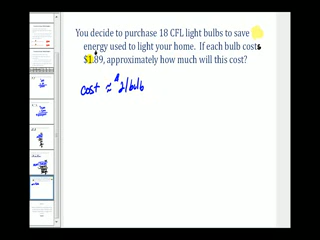 You decide to purchase 18 CFL light bulbs to save
energy used to light your home. If each bulb costs
$1.89, approximately how much will this cost?
cost ≈ $2/bulb